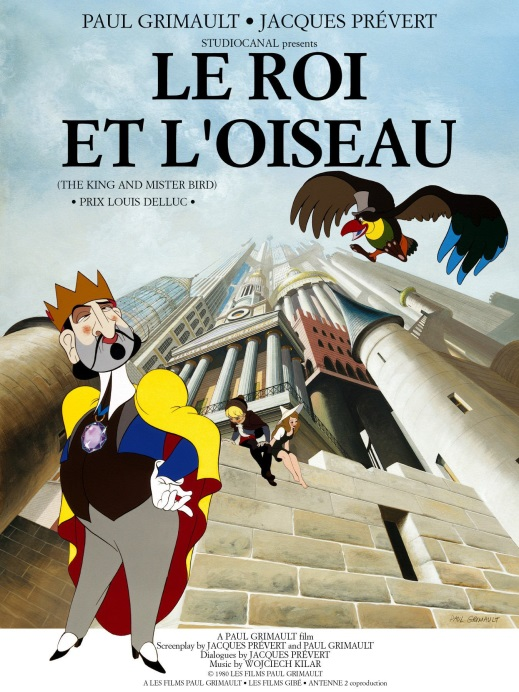 PAUL GRIMAULT • JACQUES PRÉVERT
STUDIOCANAL presents
LE ROI
ET L'OISEAU
(THE KING AND MISTER BIRD)
• PRIX LOUIS DELLUC •
PAUL GRIMAULT
A PAUL GRIMAULT film
Screenplay by JACQUES PRÉVERT and PAUL GRIMAULT
Dialogues by JACQUES PRÉVERT
Music by WOJCIECH KILAR
© 1980 LES FILMS PAUL GRIMAULT
A LES FILMS PAUL GRIMAULT • LES FILMS GIBÉ • ANTENNE 2 coproduction